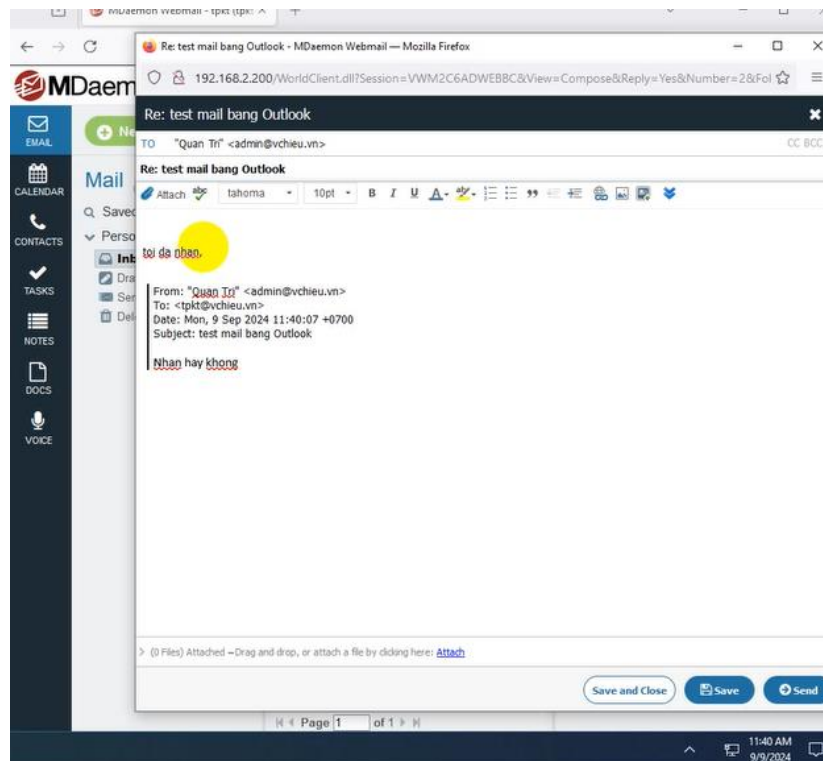 MDaemon Webmail - tpkt (tpkt
Re: test mail bang Outlook - MDaemon Webmail — Mozilla Firefox
192.168.2.200/WorldClient.dll?Session=VWM2C6ADWEBBC&View=Compose&Reply=Yes&Number=2&Fol
MDaem
Re: test mail bang Outlook
EMAIL
Ne
TO "Quan Tri" <admin@vchieu.vn>
CC BCC
Re: test mail bang Outlook
CALENDAR
Mail
Attach abc tahoma 10pt B I U A
Saved
CONTACTS
Perso
toi da nhan.
Inb
TASKS
Dra
Sen
Del
NOTES
DOCS
VOICE
From: "Quan Tri" <admin@vchieu.vn>
To: <tpkt@vchieu.vn>
Date: Mon, 9 Sep 2024 11:40:07 +0700
Subject: test mail bang Outlook
Nhan hay khong
(0 Files) Attached – Drag and drop, or attach a file by clicking here: Attach
Save and Close Save Send
Page 1 of 1
11:40 AM
9/9/2024